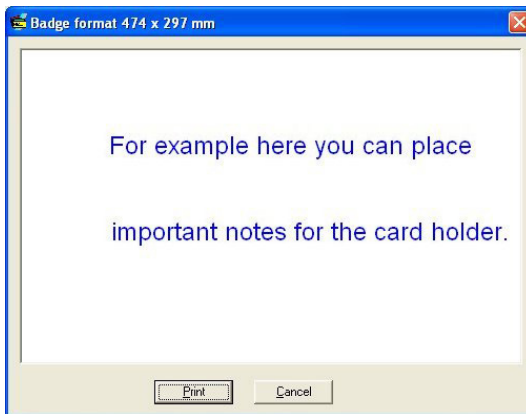 Badge format 474 x 297 mm
For example here you can place
important notes for the card holder.
Print
Cancel